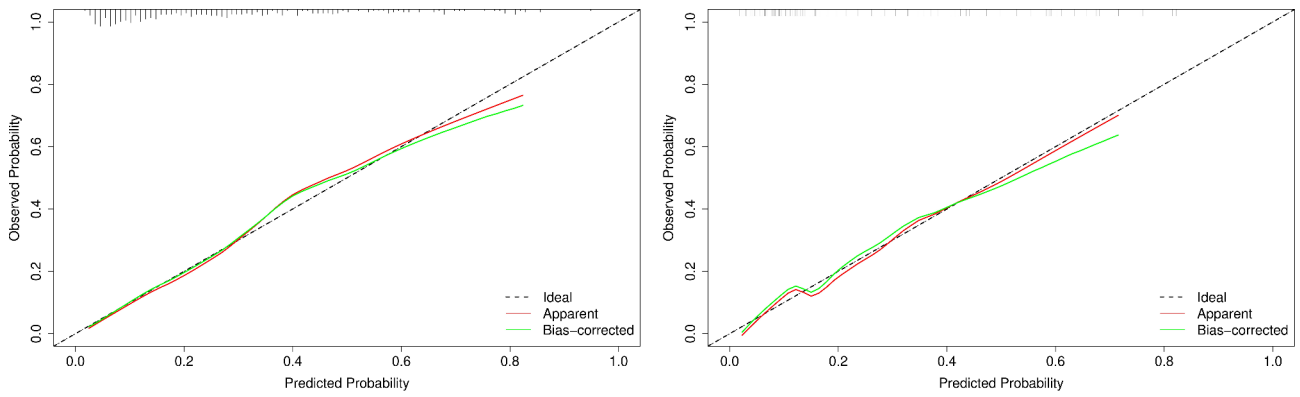 1.0
0.8
0.6
0.4
0.2
0.0
Observed Probability
Ideal
Apparent
Bias-corrected
0.0 0.2 0.4 0.6 0.8 1.0
Predicted Probability
1.0
0.8
0.6
0.4
0.2
0.0
Observed Probability
Ideal
Apparent
Bias-corrected
0.0 0.2 0.4 0.6 0.8 1.0
Predicted Probability